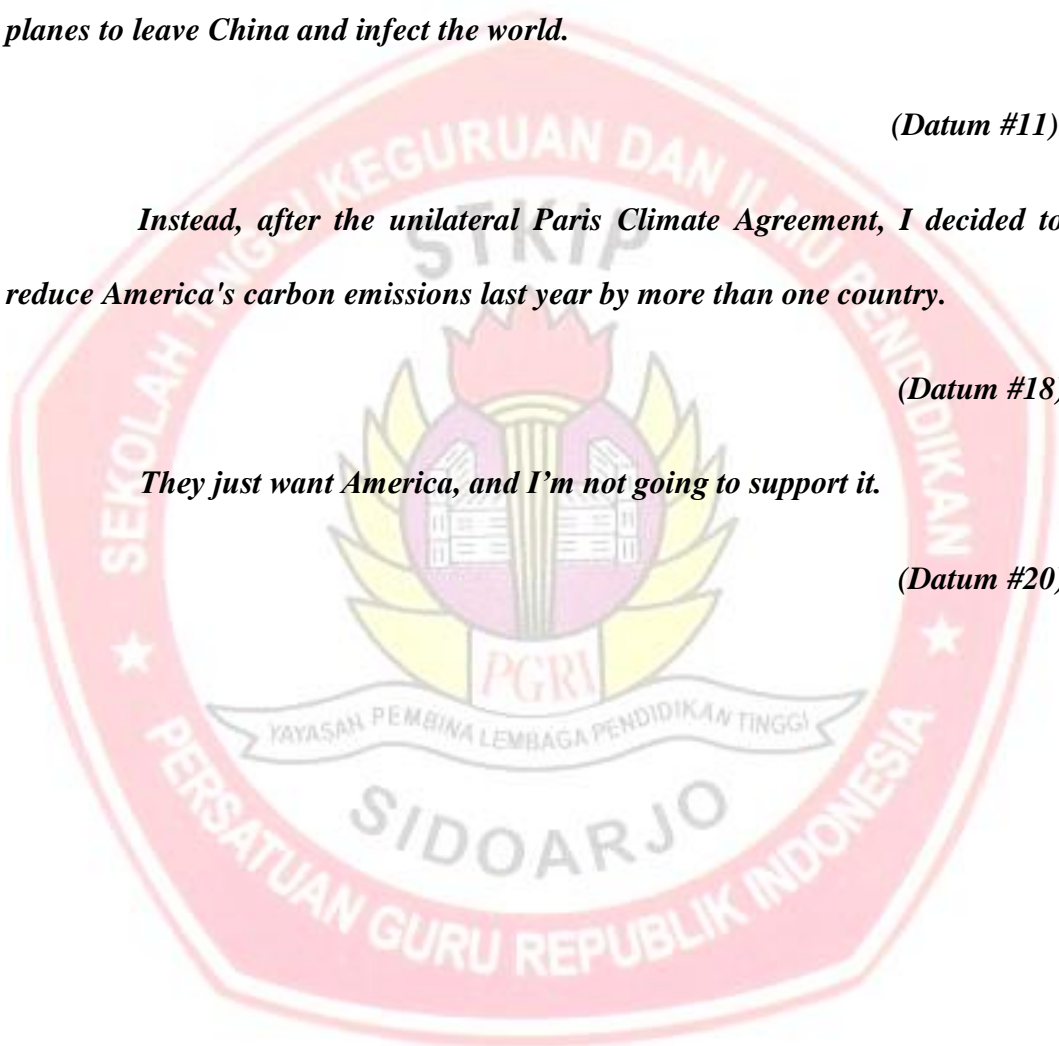 planes to leave China and infect the world.
(Datum #11)
Instead, after the unilateral Paris Climate Agreement, I decided to
reduce America's carbon emissions last year by more than one country.
(Datum #18)
They just want America, and I’m not going to support it.
(Datum #20)
SEKOLAH TINGGI KEGURUAN DAN ILMU PENDIDIKAN
STKIP
PGRI
YAYASAN PEMBINA LEMBAGA PENDIDIKAN TINGGI
SIDOARJO
PERSATUAN GURU REPUBLIK INDONESIA